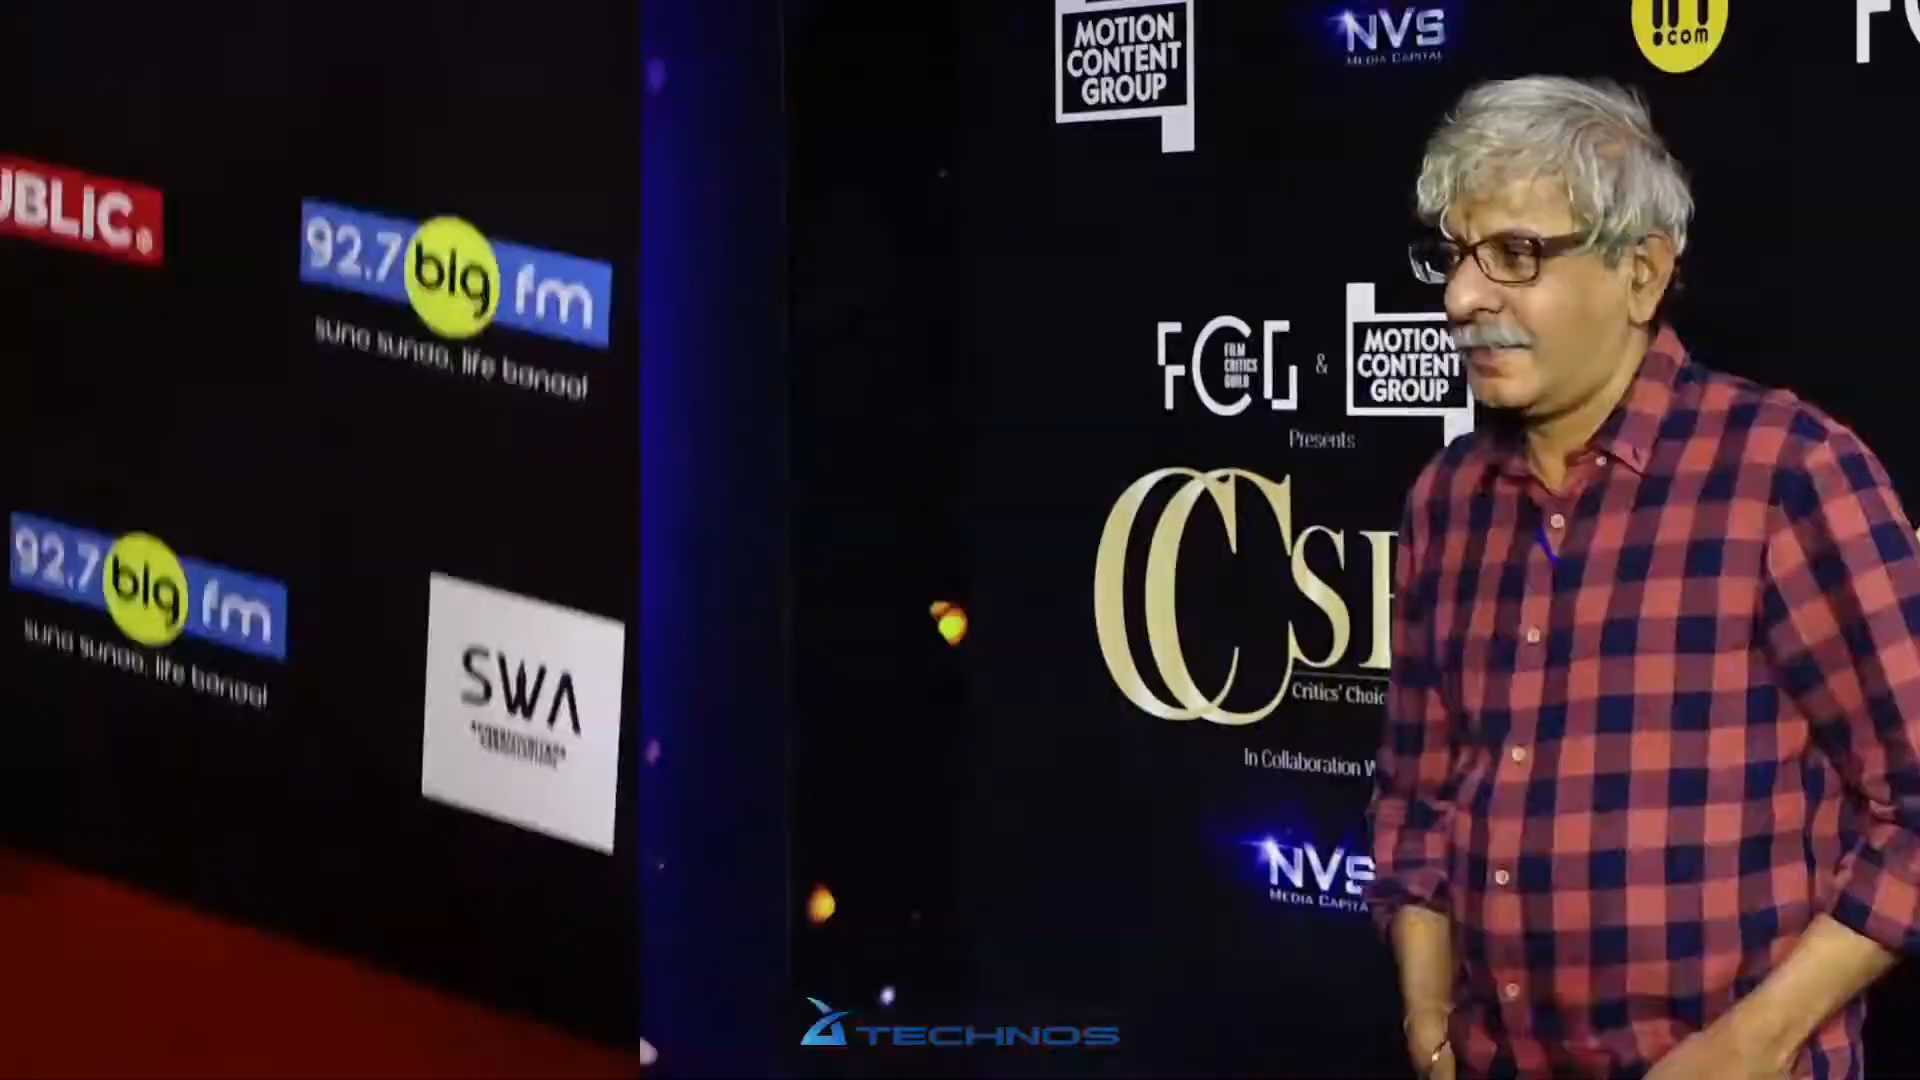 UBLIC.
92.7 big fm
suno sunao, life banao!
92.7 big fm
suno sunao, life banao!
SWA
MOTION
CONTENT
GROUP
NVS
MEDIA CAPITAL
.com
FCG
FILM
CRITICS
GUILD
&
MOTION
CONTENT
GROUP
Presents
CC
Critics' Choic
In Collaboration W
NVS
MEDIA CAPITA
TECHNOS